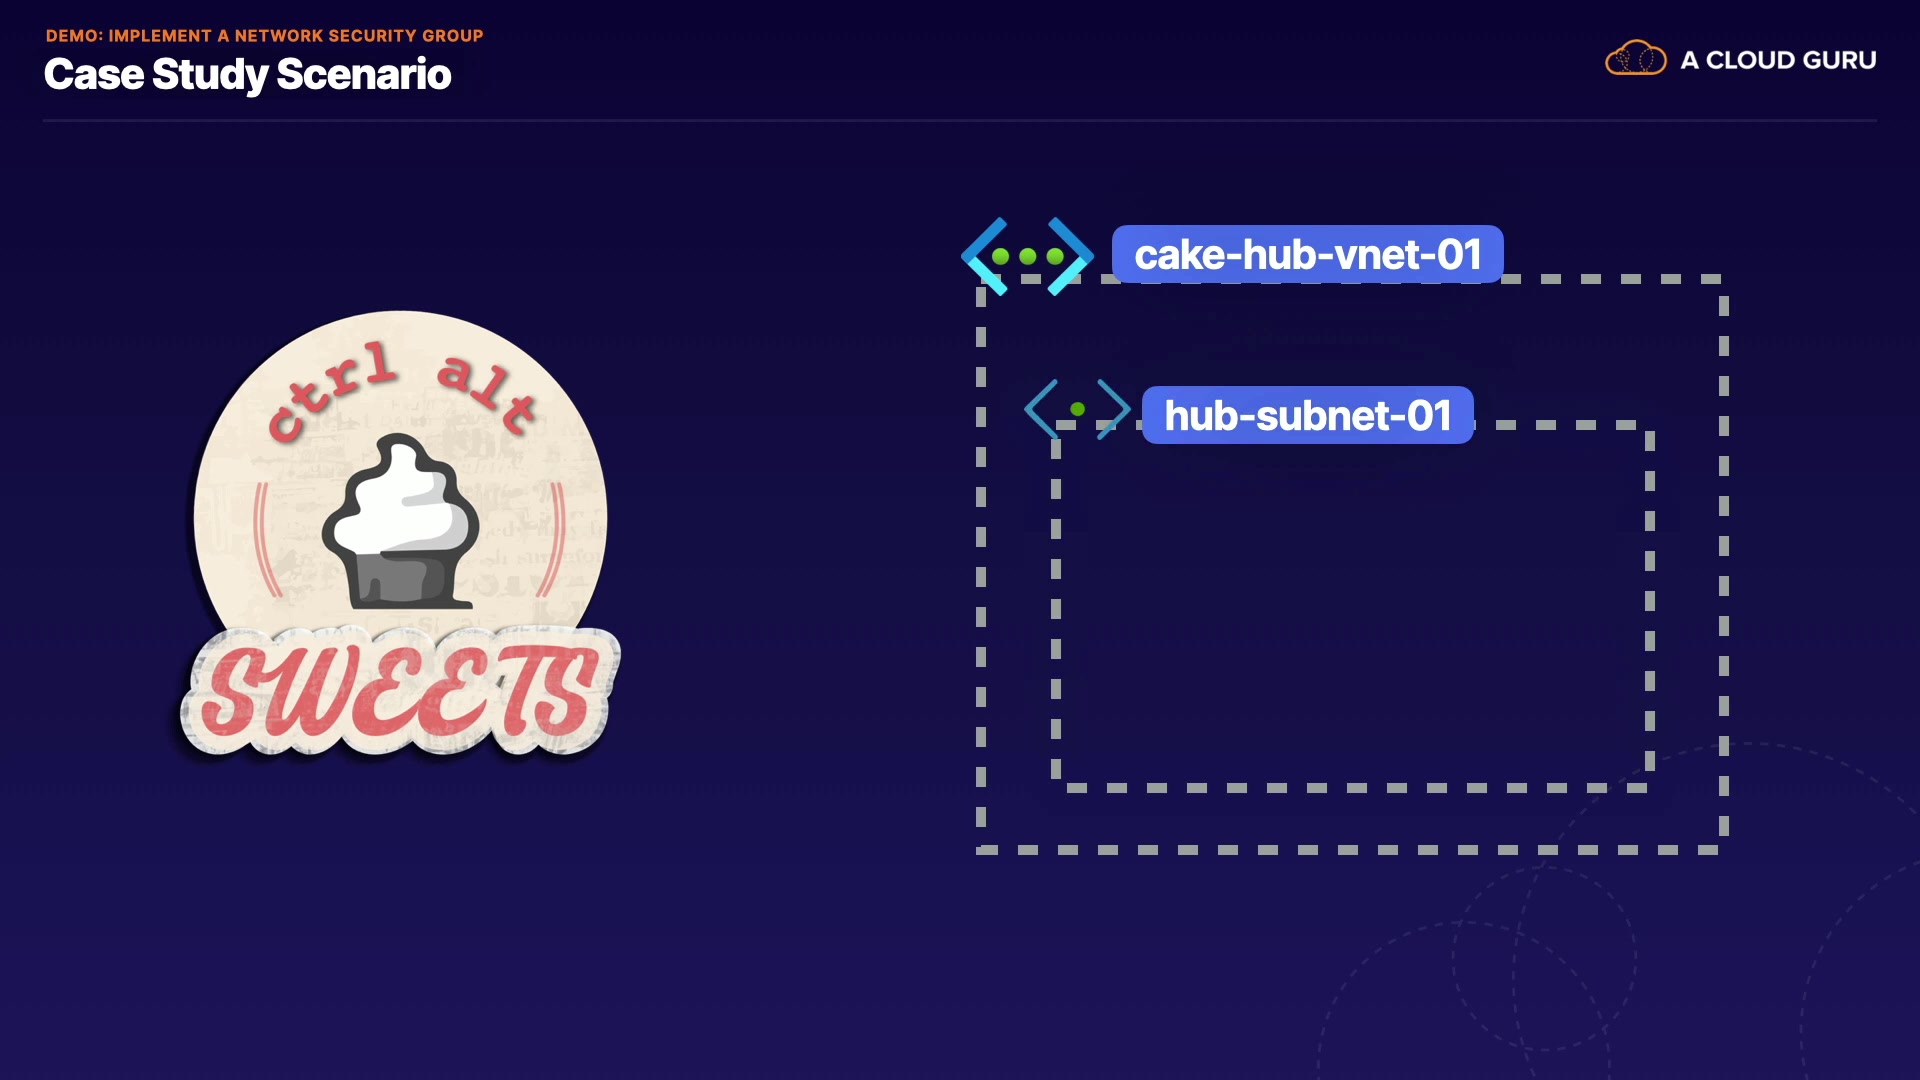 DEMO: IMPLEMENT A NETWORK SECURITY GROUP
Case Study Scenario
A CLOUD GURU
cake-hub-vnet-01
hub-subnet-01
ctrl alt
SWEETS